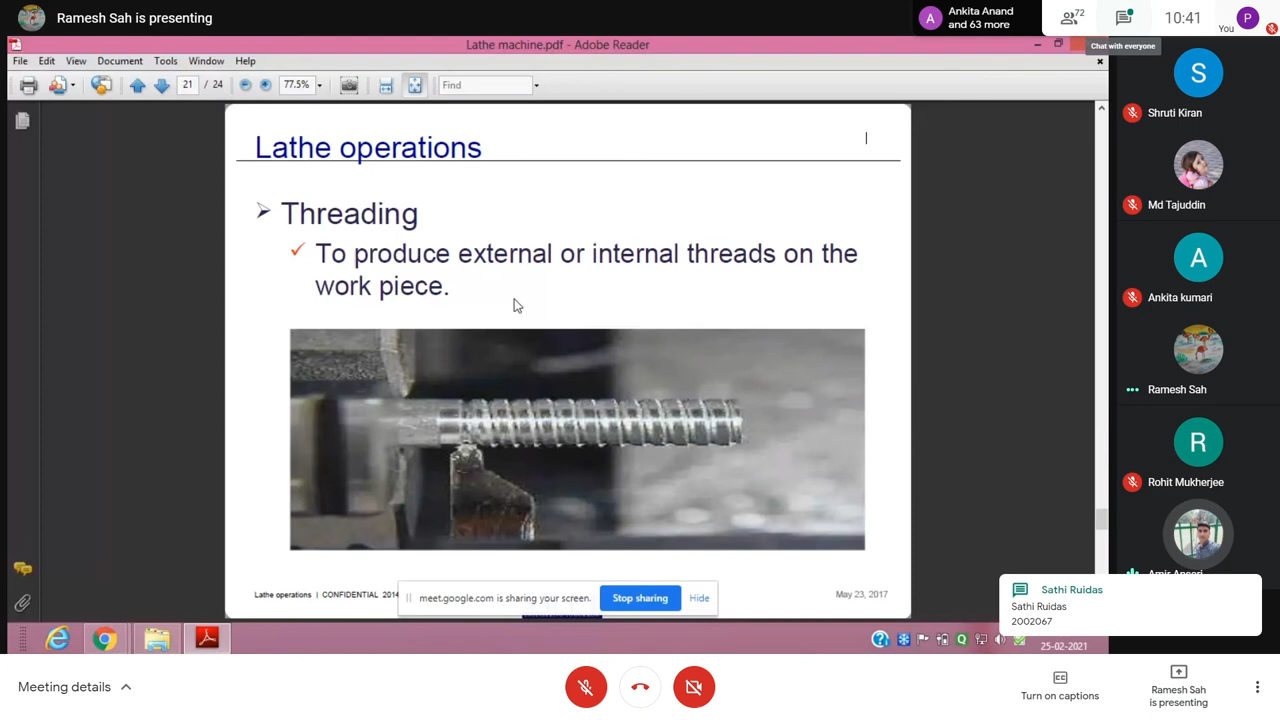 Ramesh Sah is presenting
A
Ankita Anand
and 63 more
72
10:41
You
P
Chat with everyone
Lathe machine.pdf - Adobe Reader
File Edit View Document Tools Window Help
21 / 24
77.5%
Find
Lathe operations
Threading
To produce external or internal threads on the
work piece.
Lathe operations | CONFIDENTIAL 2014
May 23, 2017
meet.google.com is sharing your screen.
Stop sharing
Hide
25-02-2021
S
Shruti Kiran
Md Tajuddin
A
Ankita kumari
Ramesh Sah
R
Rohit Mukherjee
Sathi Ruidas
Sathi Ruidas
2002067
Meeting details
Turn on captions
Ramesh Sah
is presenting